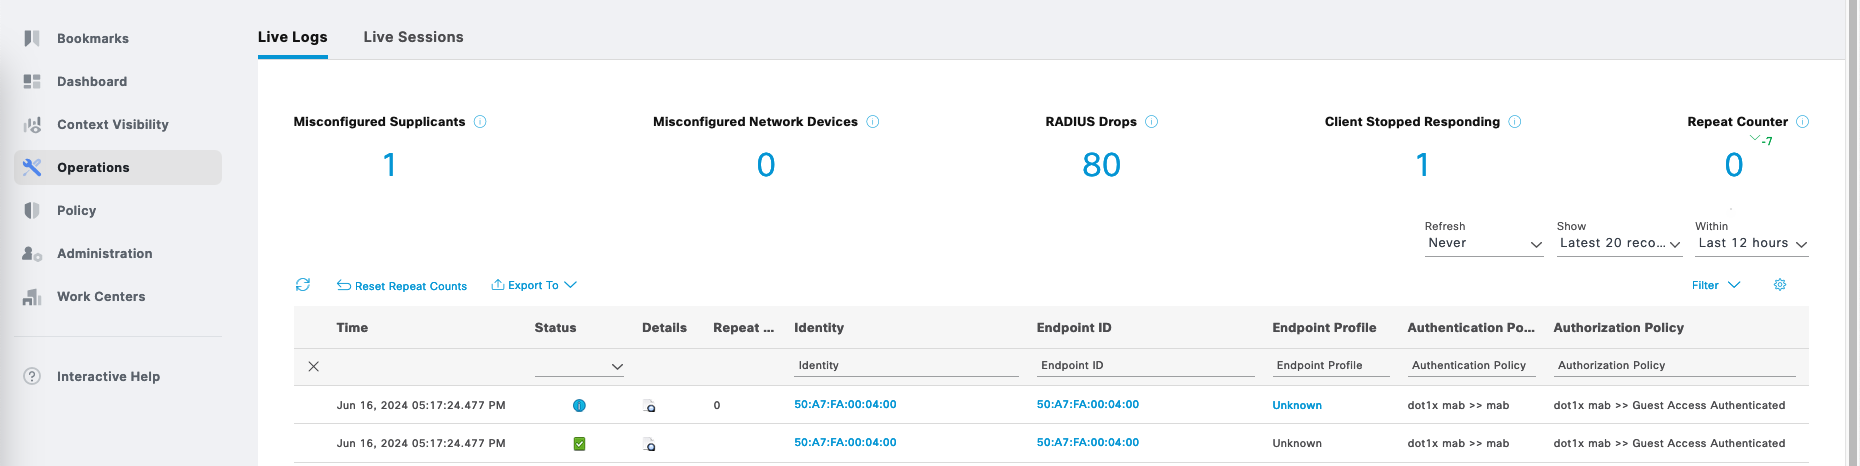 Bookmarks
Dashboard
Context Visibility
Operations
Policy
Administration
Work Centers
Interactive Help
Live Logs Live Sessions
Misconfigured Supplicants Misconfigured Network Devices RADIUS Drops Client Stopped Responding Repeat Counter
1 0 80 1 0 -7
Refresh Show Within
Never Latest 20 reco... Last 12 hours
Reset Repeat Counts Export To Filter
Time Status Details Repeat ... Identity Endpoint ID Endpoint Profile Authentication Po... Authorization Policy
Identity Endpoint ID Endpoint Profile Authentication Policy Authorization Policy
Jun 16, 2024 05:17:24.477 PM 0 50:A7:FA:00:04:00 50:A7:FA:00:04:00 Unknown dot1x mab >> mab dot1x mab >> Guest Access Authenticated
Jun 16, 2024 05:17:24.477 PM 50:A7:FA:00:04:00 50:A7:FA:00:04:00 Unknown dot1x mab >> mab dot1x mab >> Guest Access Authenticated